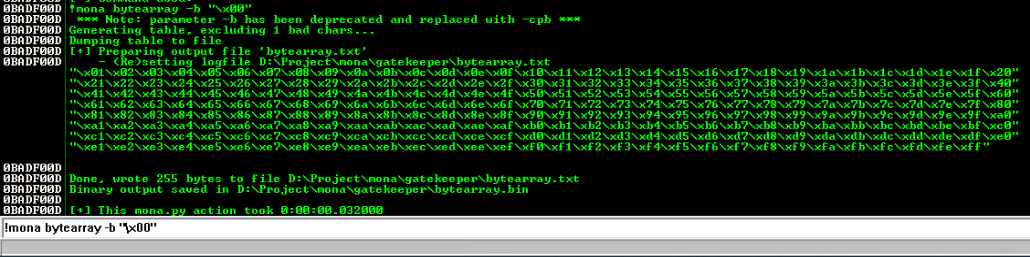 0BADF00D [+] Command used:
0BADF00D !mona bytearray -b "\x00"
0BADF00D *** Note: parameter -b has been deprecated and replaced with -cpb ***
0BADF00D Generating table, excluding 1 bad chars...
0BADF00D Dumping table to file
0BADF00D [+] Preparing output file 'bytearray.txt'
0BADF00D - (Re)setting logfile D:\Project\mona\gatekeeper\bytearray.txt
"\x01\x02\x03\x04\x05\x06\x07\x08\x09\x0a\x0b\x0c\x0d\x0e\x0f\x10\x11\x12\x13\x14\x15\x16\x17\x18\x19\x1a\x1b\x1c\x1d\x1e\x1f\x20"
"\x21\x22\x23\x24\x25\x26\x27\x28\x29\x2a\x2b\x2c\x2d\x2e\x2f\x30\x31\x32\x33\x34\x35\x36\x37\x38\x39\x3a\x3b\x3c\x3d\x3e\x3f\x40"
"\x41\x42\x43\x44\x45\x46\x47\x48\x49\x4a\x4b\x4c\x4d\x4e\x4f\x50\x51\x52\x53\x54\x55\x56\x57\x58\x59\x5a\x5b\x5c\x5d\x5e\x5f\x60"
"\x61\x62\x63\x64\x65\x66\x67\x68\x69\x6a\x6b\x6c\x6d\x6e\x6f\x70\x71\x72\x73\x74\x75\x76\x77\x78\x79\x7a\x7b\x7c\x7d\x7e\x7f\x80"
"\x81\x82\x83\x84\x85\x86\x87\x88\x89\x8a\x8b\x8c\x8d\x8e\x8f\x90\x91\x92\x93\x94\x95\x96\x97\x98\x99\x9a\x9b\x9c\x9d\x9e\x9f\xa0"
"\xa1\xa2\xa3\xa4\xa5\xa6\xa7\xa8\xa9\xaa\xab\xac\xad\xae\xaf\xb0\xb1\xb2\xb3\xb4\xb5\xb6\xb7\xb8\xb9\xba\xbb\xbc\xbd\xbe\xbf\xc0"
"\xc1\xc2\xc3\xc4\xc5\xc6\xc7\xc8\xc9\xca\xcb\xcc\xcd\xce\xcf\xd0\xd1\xd2\xd3\xd4\xd5\xd6\xd7\xd8\xd9\xda\xdb\xdc\xdd\xde\xdf\xe0"
"\xe1\xe2\xe3\xe4\xe5\xe6\xe7\xe8\xe9\xea\xeb\xec\xed\xee\xef\xf0\xf1\xf2\xf3\xf4\xf5\xf6\xf7\xf8\xf9\xfa\xfb\xfc\xfd\xfe\xff"
0BADF00D
0BADF00D Done, wrote 255 bytes to file D:\Project\mona\gatekeeper\bytearray.txt
0BADF00D Binary output saved in D:\Project\mona\gatekeeper\bytearray.bin
0BADF00D
0BADF00D [+] This mona.py action took 0:00:00.032000
!mona bytearray -b "\x00"